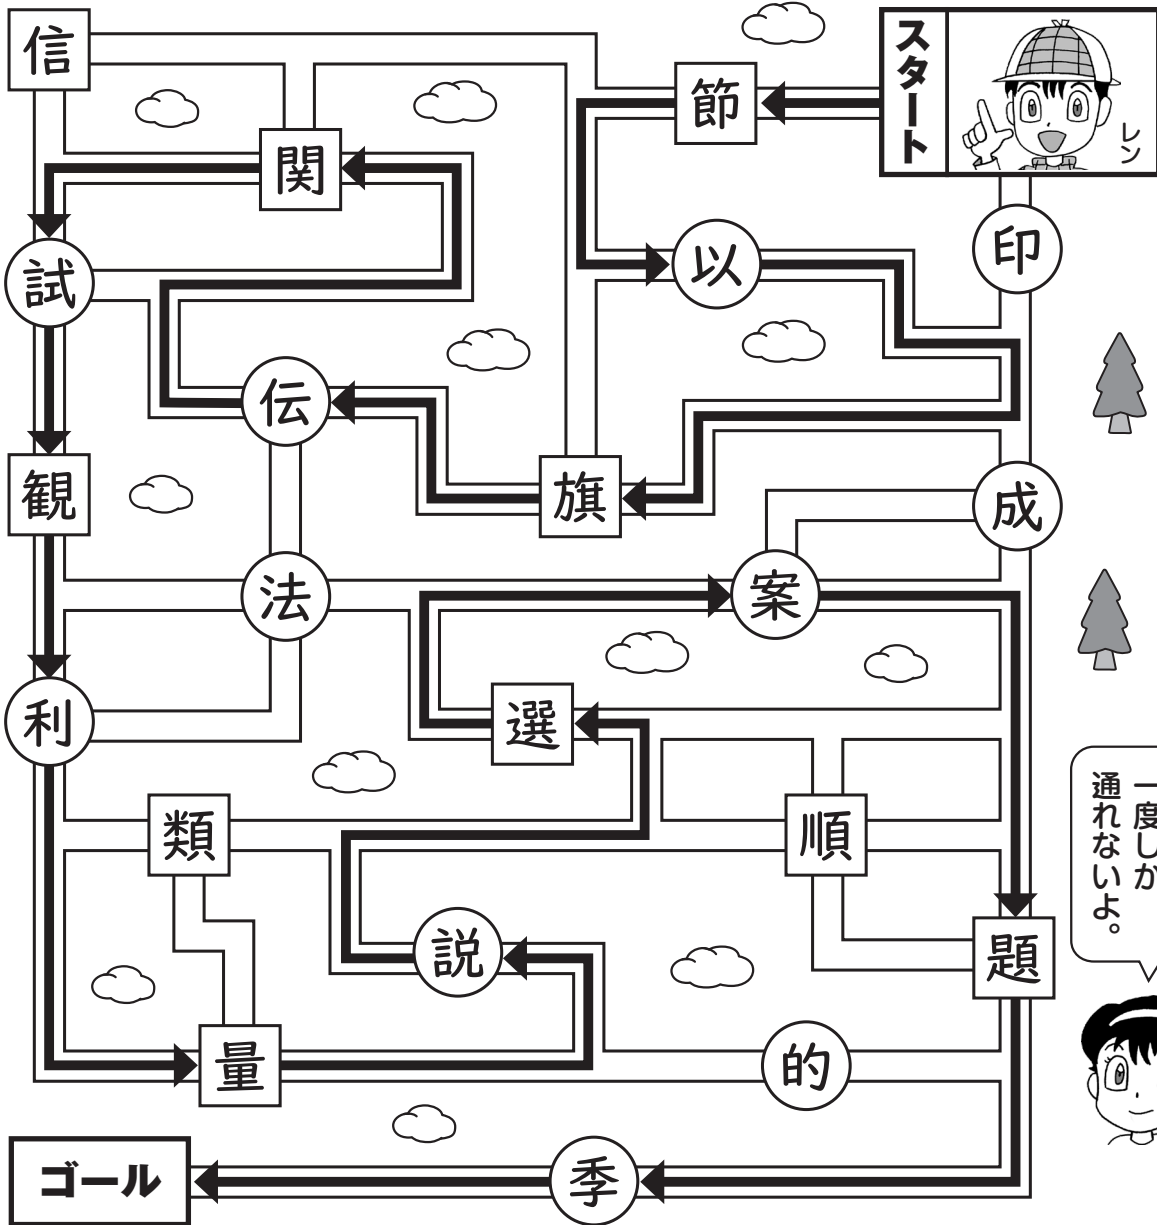 スタート
レン
信
節
関
印
以
試
伝
旗
成
観
法
案
選
利
類
順
一度しか
通れないよ。
説
題
量
的
季
ゴール